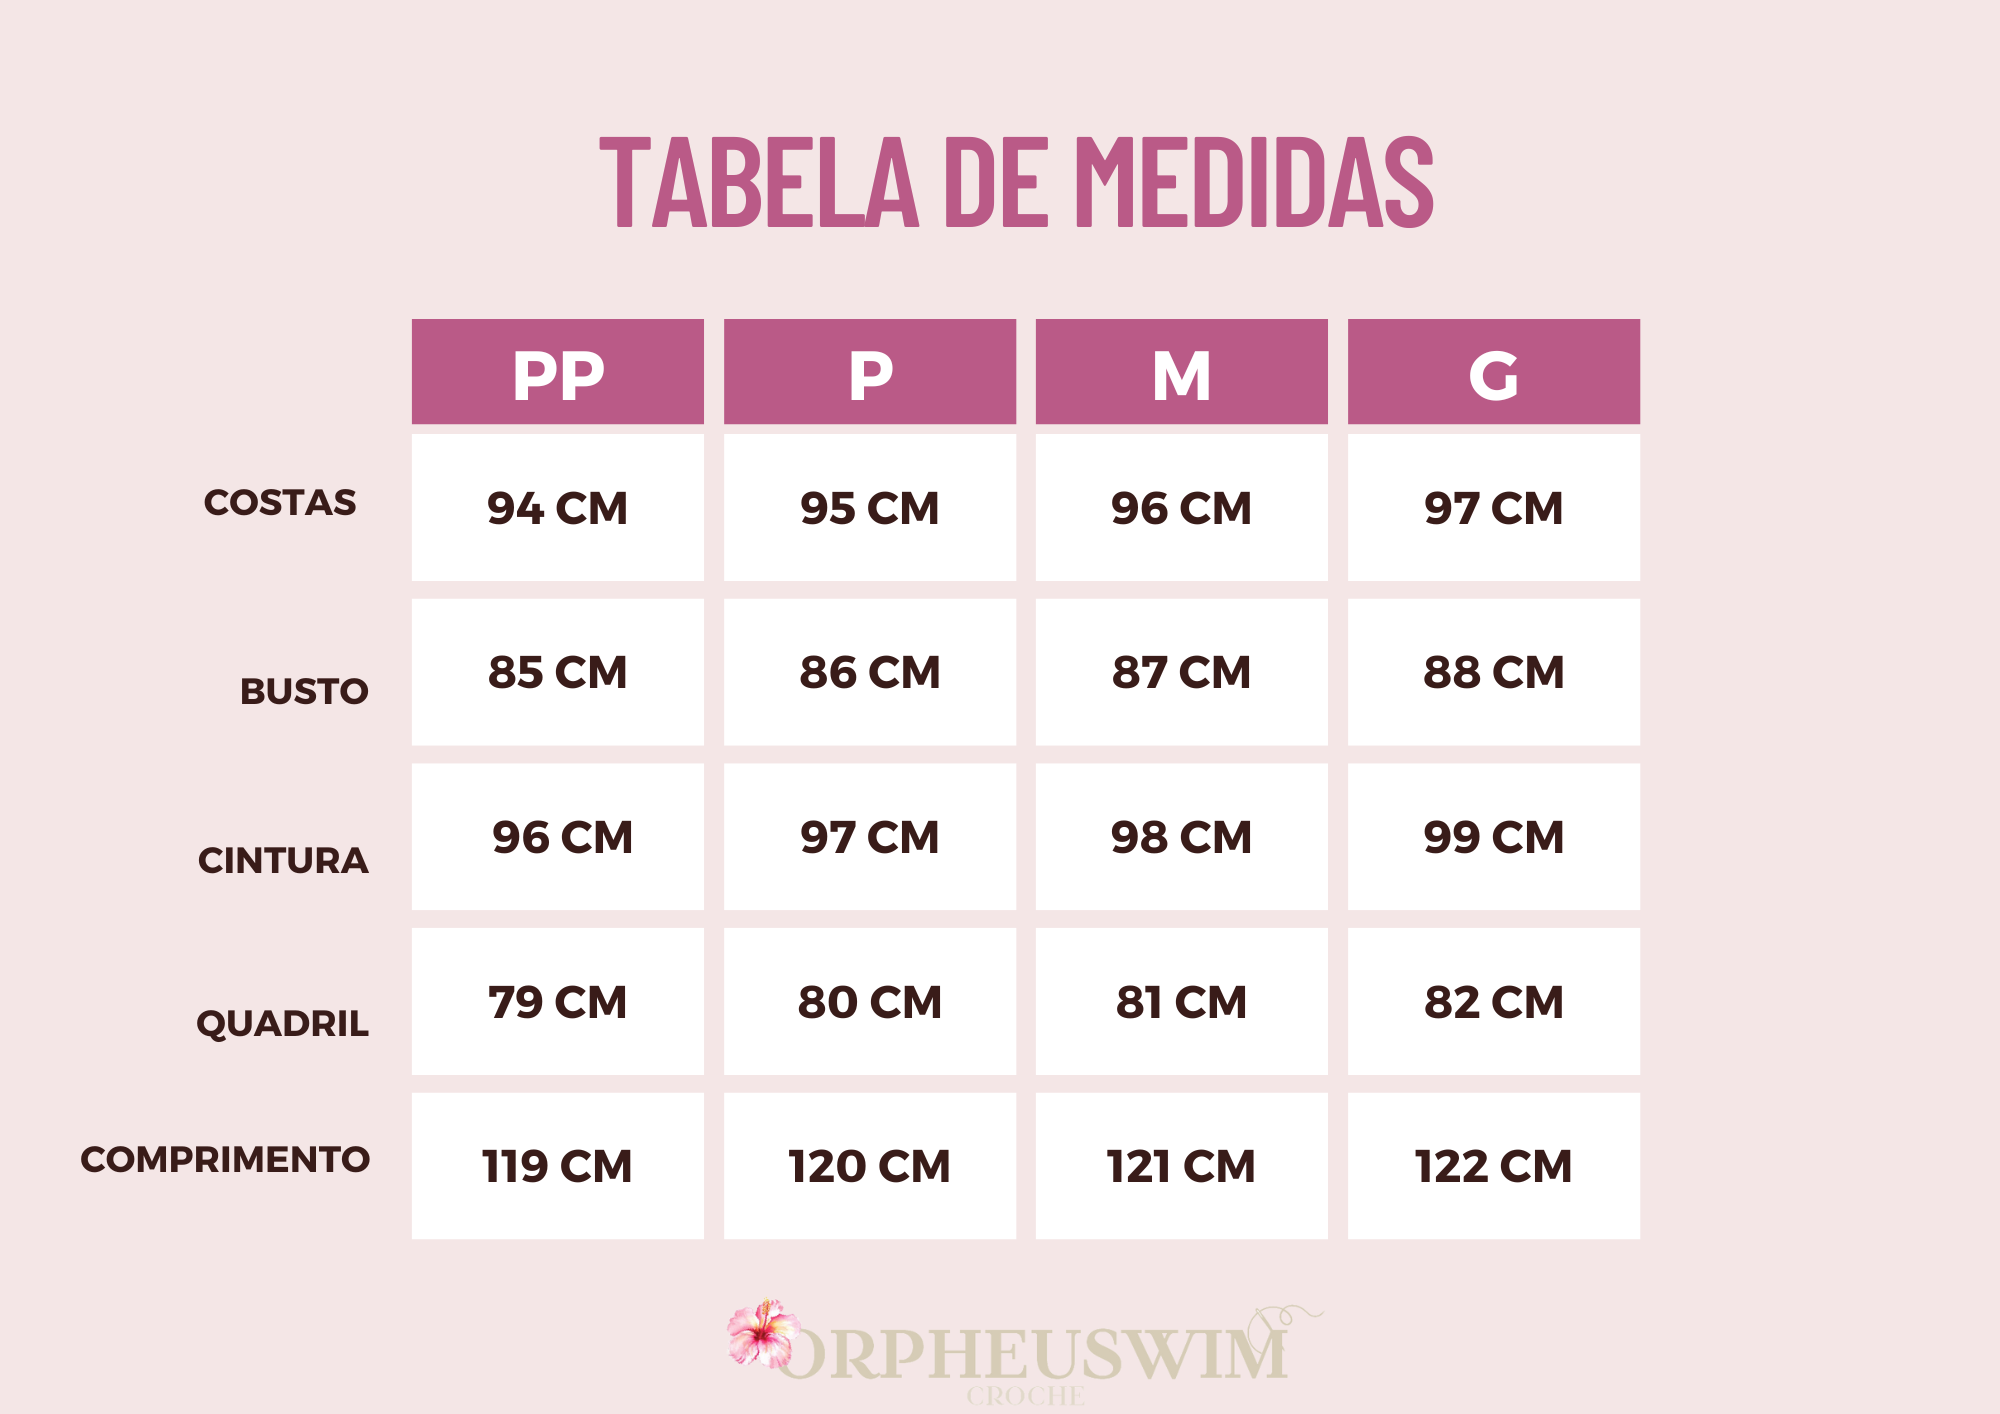 TABELA DE MEDIDAS
PP P M G
COSTAS 94 CM 95 CM 96 CM 97 CM
BUSTO 85 CM 86 CM 87 CM 88 CM
CINTURA 96 CM 97 CM 98 CM 99 CM
QUADRIL 79 CM 80 CM 81 CM 82 CM
COMPRIMENTO 119 CM 120 CM 121 CM 122 CM
ORPHEUSWIM
CROCHE